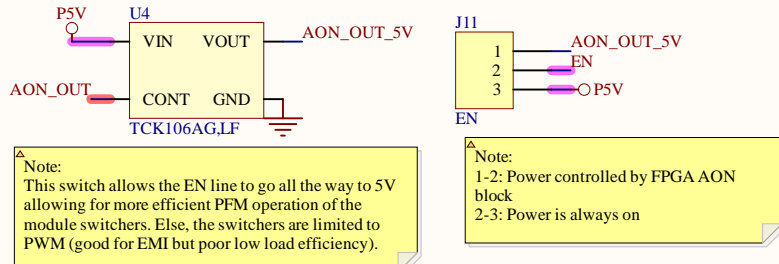 P5V
U4
VIN
VOUT
AON_OUT_5V
AON_OUT
CONT
GND
TCK106AG,LF
Note:
This switch allows the EN line to go all the way to 5V
allowing for more efficient PFM operation of the
module switchers. Else, the switchers are limited to
PWM (good for EMI but poor low load efficiency).
J11
1
AON_OUT_5V
2
EN
3
P5V
EN
Note:
1-2: Power controlled by FPGA AON
block
2-3: Power is always on